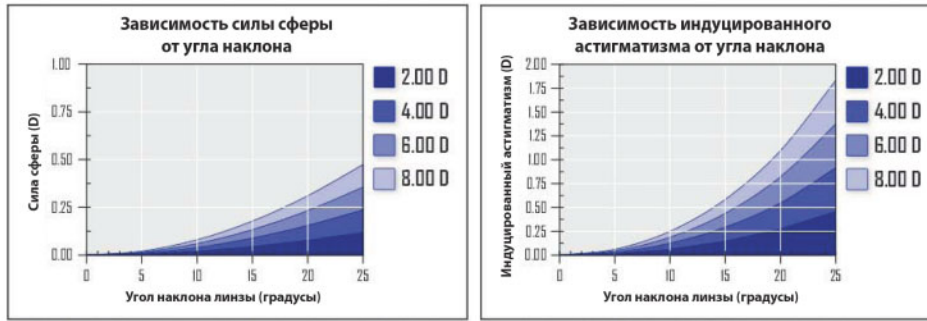 Зависимость силы сферы
от угла наклона
Сила сферы (D)
1.00
0.75
0.50
0.25
0.00
0 5 10 15 20 25
Угол наклона линзы (градусы)
2.00 D
4.00 D
6.00 D
8.00 D
Зависимость индуцированного
астигматизма от угла наклона
Индуцированный астигматизм (D)
2.00
1.75
1.50
1.25
1.00
0.75
0.50
0.25
0.00
0 5 10 15 20 25
Угол наклона линзы (градусы)
2.00 D
4.00 D
6.00 D
8.00 D